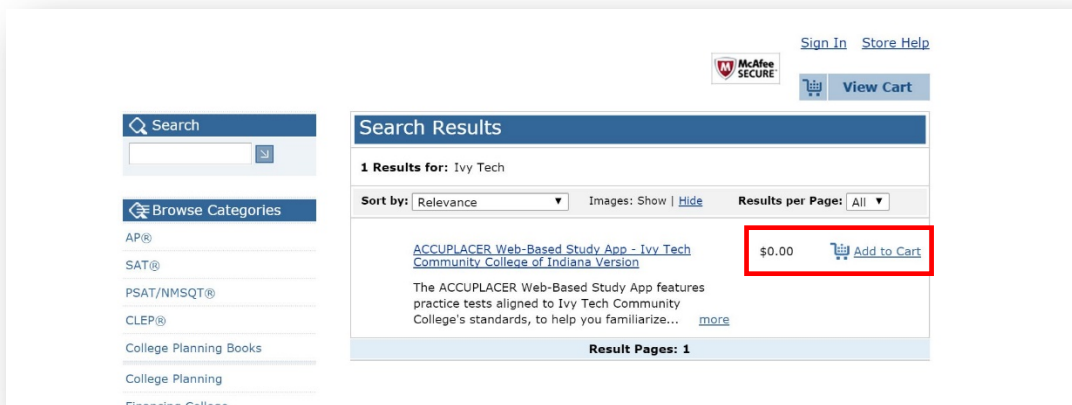 Sign In Store Help
McAfee
SECURE
View Cart
Search
Search Results
1 Results for: Ivy Tech
Browse Categories
Sort by: Relevance Images: Show | Hide Results per Page: All
AP®
SAT®
PSAT/NMSQT®
CLEP®
College Planning Books
College Planning
Financing College
ACCUPLACER Web-Based Study App - Ivy Tech
Community College of Indiana Version
$0.00 Add to Cart
The ACCUPLACER Web-Based Study App features
practice tests aligned to Ivy Tech Community
College's standards, to help you familiarize... more
Result Pages: 1